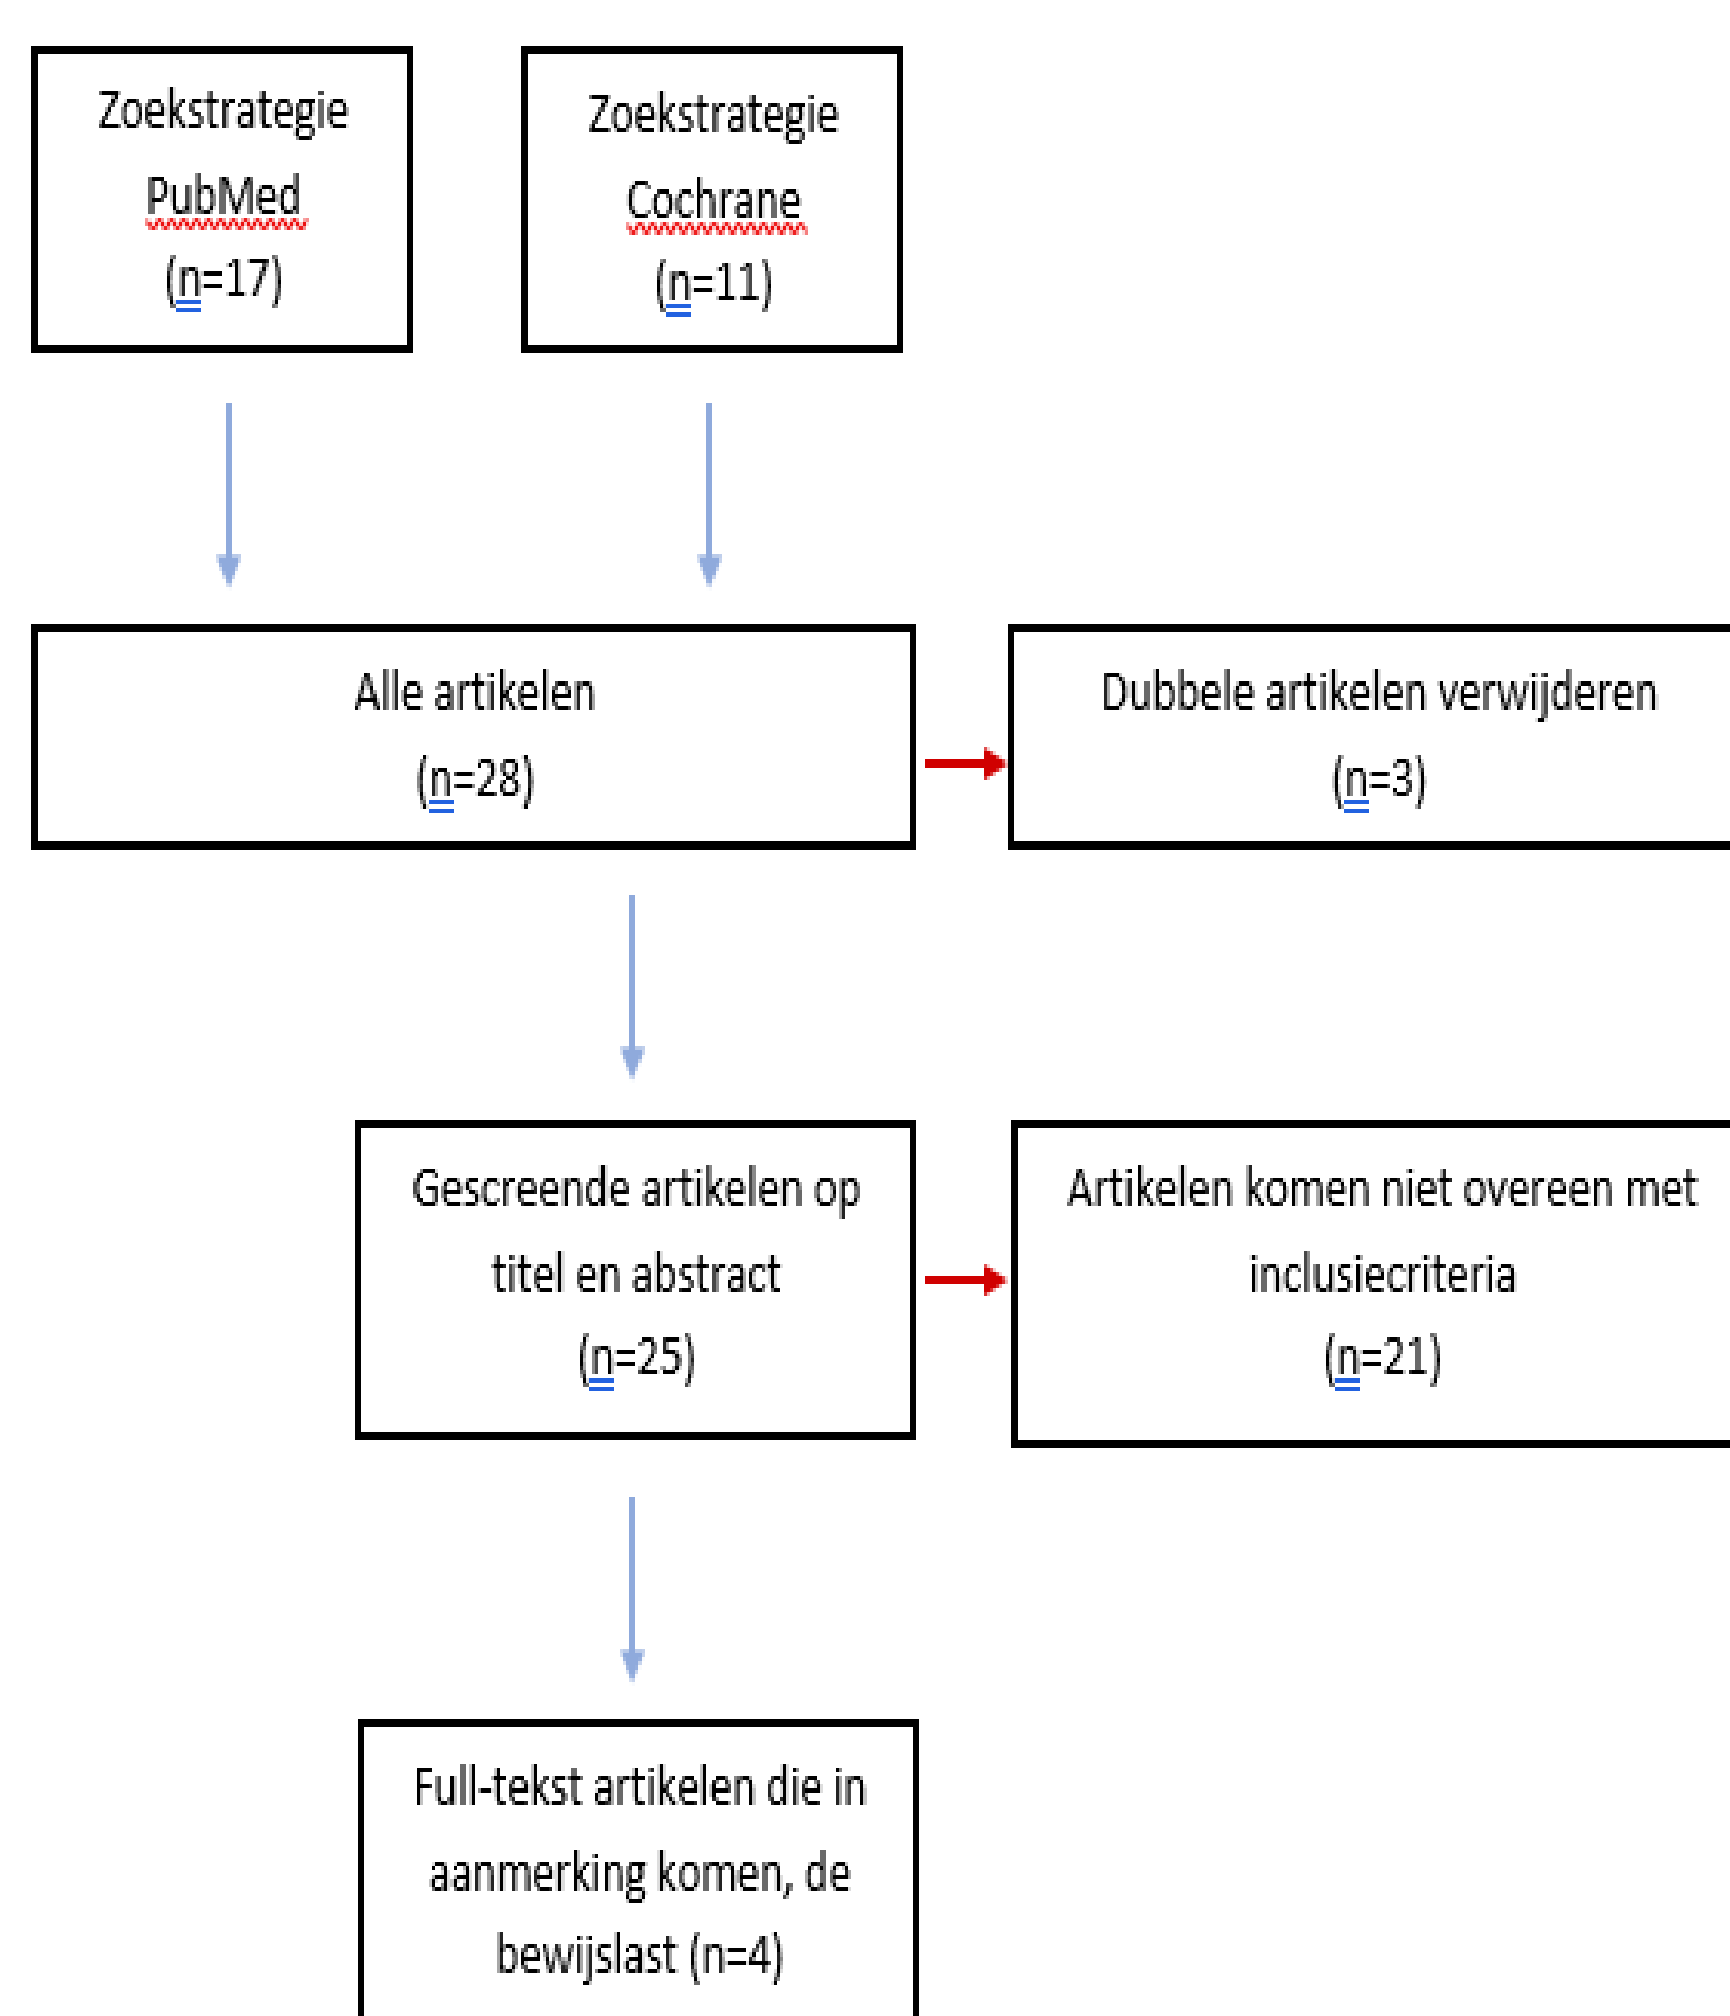 Zoekstrategie
PubMed
(n=17)
Zoekstrategie
Cochrane
(n=11)
Alle artikelen
(n=28)
Dubbele artikelen verwijderen
(n=3)
Gescreende artikelen op
titel en abstract
(n=25)
Artikelen komen niet overeen met
inclusiecriteria
(n=21)
Full-tekst artikelen die in
aanmerking komen, de
bewijslast (n=4)